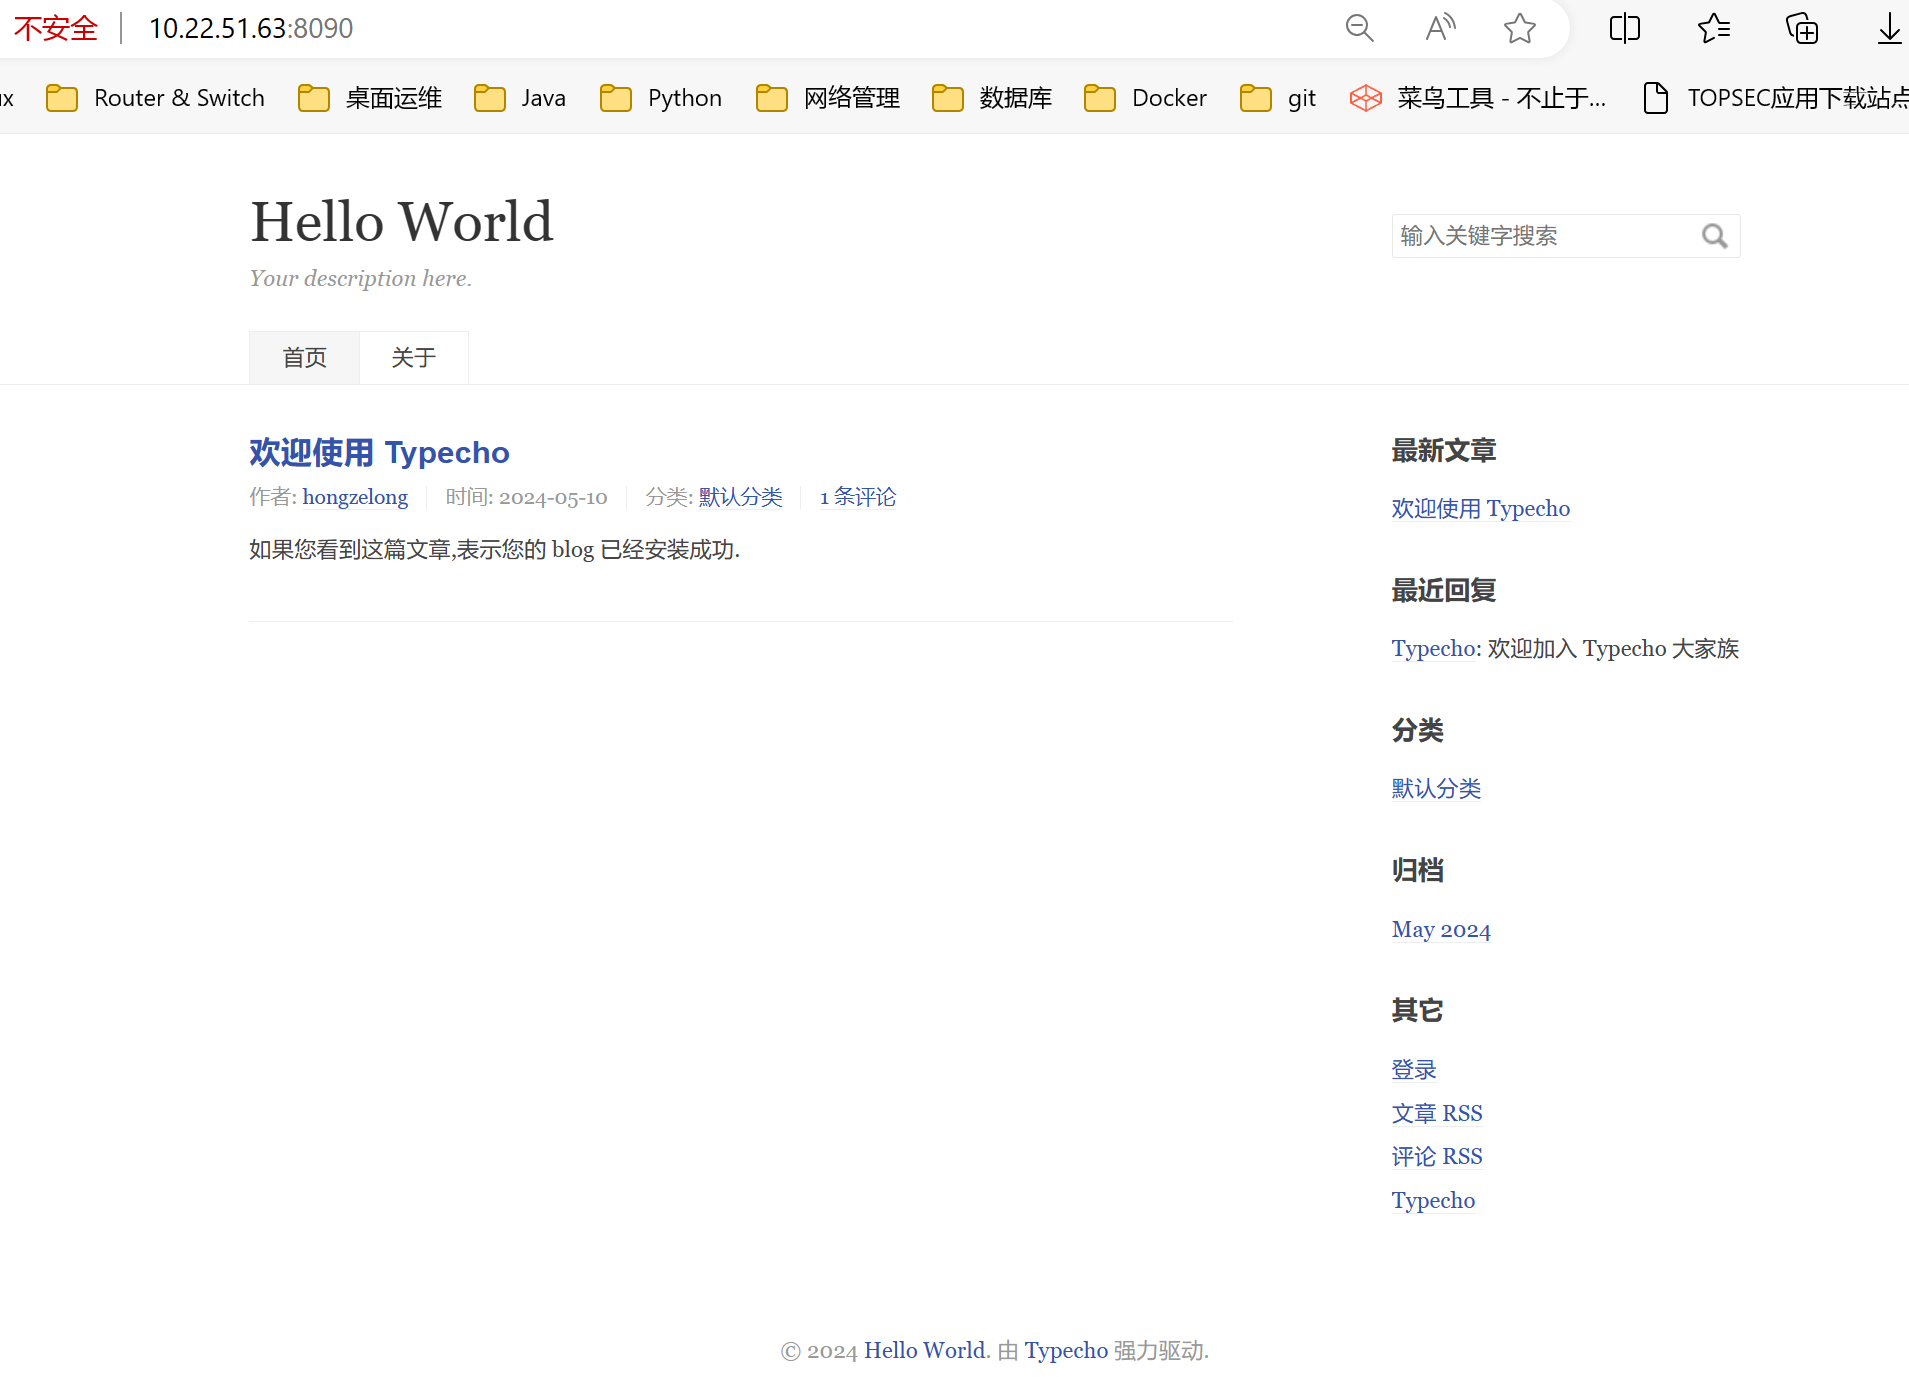 不安全 10.22.51.63:8090
x Router & Switch 桌面运维 Java Python 网络管理 数据库 Docker git 菜鸟工具 - 不止于... TOPSEC应用下载站点
Hello World
Your description here.
输入关键字搜索
首页 关于
欢迎使用 Typecho
作者: hongzelong 时间: 2024-05-10 分类: 默认分类 1 条评论
如果您看到这篇文章,表示您的 blog 已经安装成功.
最新文章
欢迎使用 Typecho
最近回复
Typecho: 欢迎加入 Typecho 大家族
分类
默认分类
归档
May 2024
其它
登录
文章 RSS
评论 RSS
Typecho
© 2024 Hello World. 由 Typecho 强力驱动.